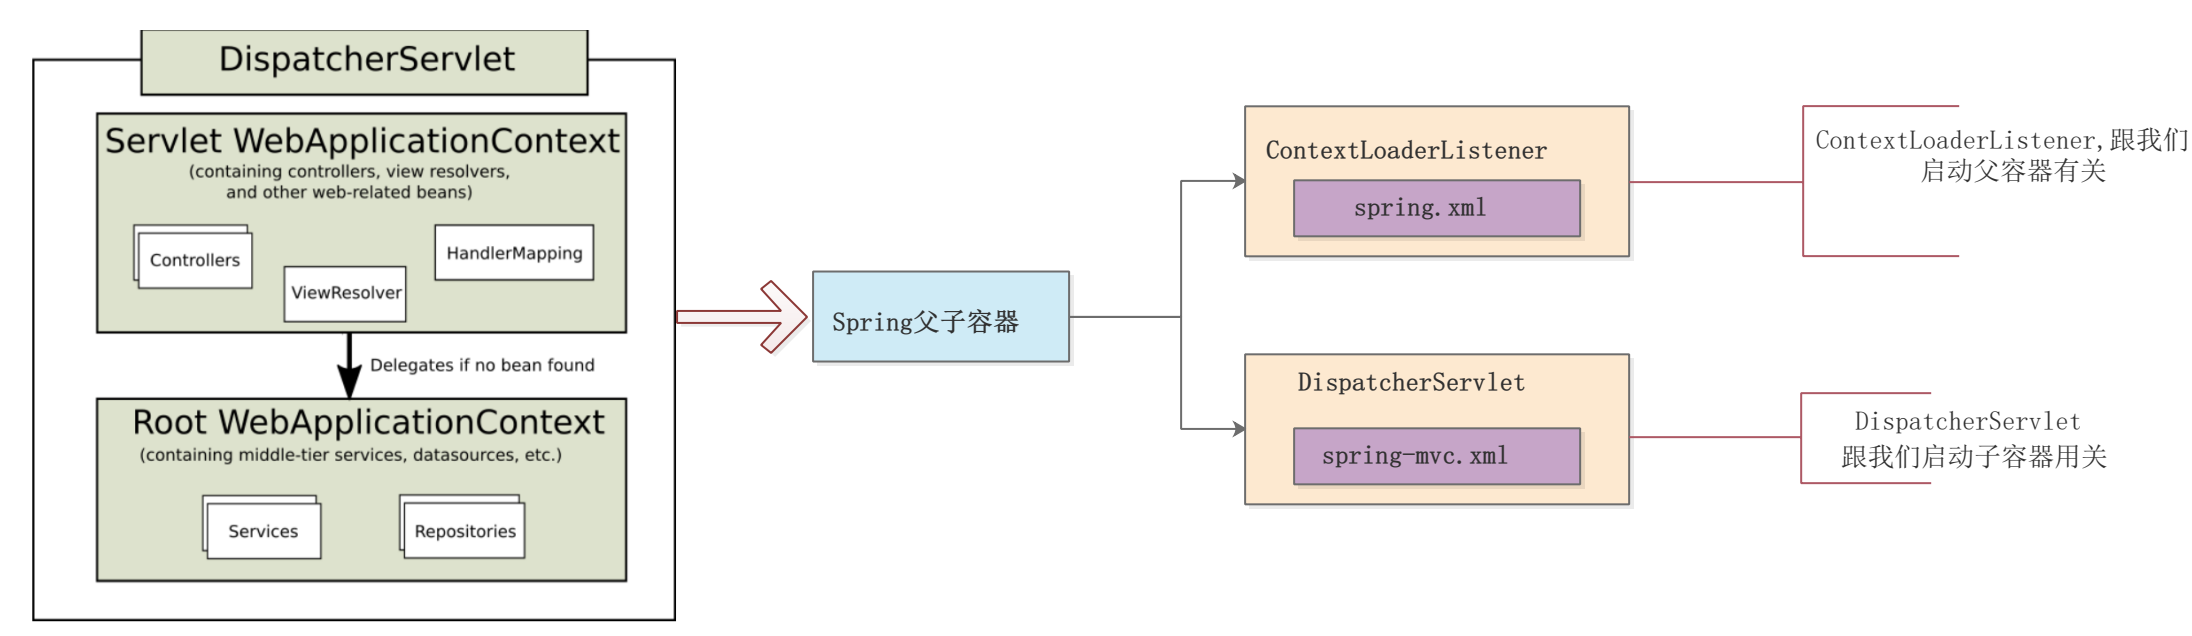 DispatcherServlet
Servlet WebApplicationContext
(containing controllers, view resolvers,
and other web-related beans)
Controllers
HandlerMapping
ViewResolver
Delegates if no bean found
Root WebApplicationContext
(containing middle-tier services, datasources, etc.)
Services
Repositories
Spring父子容器
ContextLoaderListener
spring.xml
DispatcherServlet
spring-mvc.xml
ContextLoaderListener,跟我们
启动父容器有关
DispatcherServlet
跟我们启动子容器用关